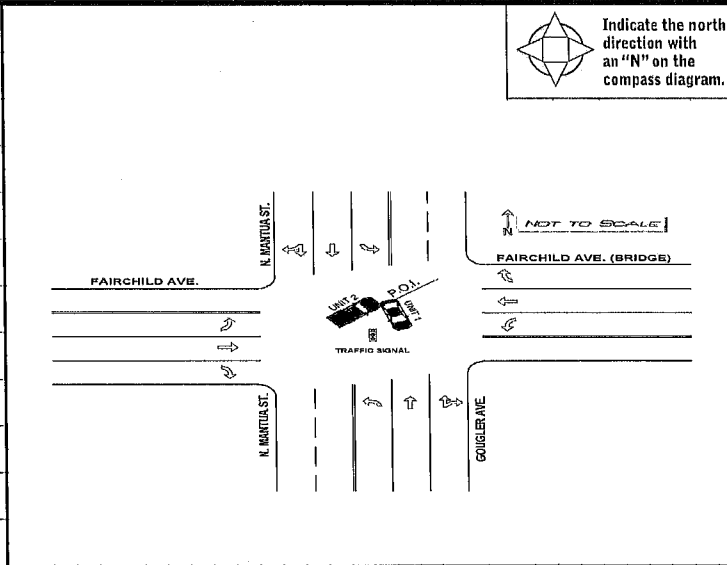 Indicate the north
direction with
an "N" on the
compass diagram.
N. MANTUA ST.
N
NOT TO SCALE
FAIRCHILD AVE.
FAIRCHILD AVE. (BRIDGE)
UNIT 2
P.O.I.
UNIT 1
TRAFFIC SIGNAL
N. MANTUA ST.
GOUGLER AVE